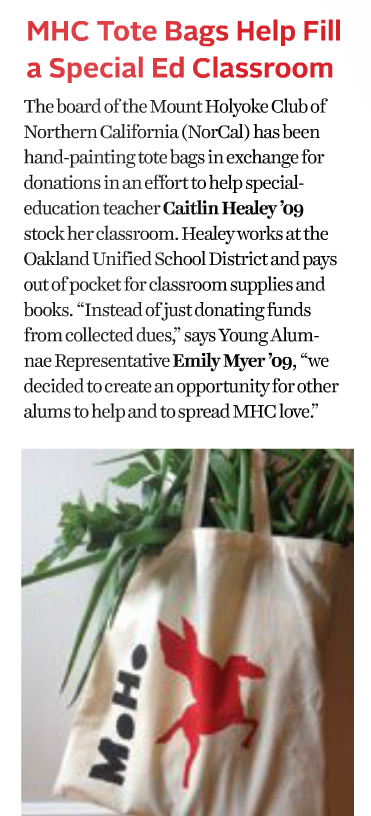 MHC Tote Bags Help Fill
a Special Ed Classroom
The board of the Mount Holyoke Club of
Northern California (NorCal) has been
hand-painting tote bags in exchange for
donations in an effort to help special-
education teacher Caitlin Healey ’09
stock her classroom. Healey works at the
Oakland Unified School District and pays
out of pocket for classroom supplies and
books. “Instead of just donating funds
from collected dues,” says Young Alum-
nae Representative Emily Myer ’09, “we
decided to create an opportunity for other
alums to help and to spread MHC love.”
MoHo